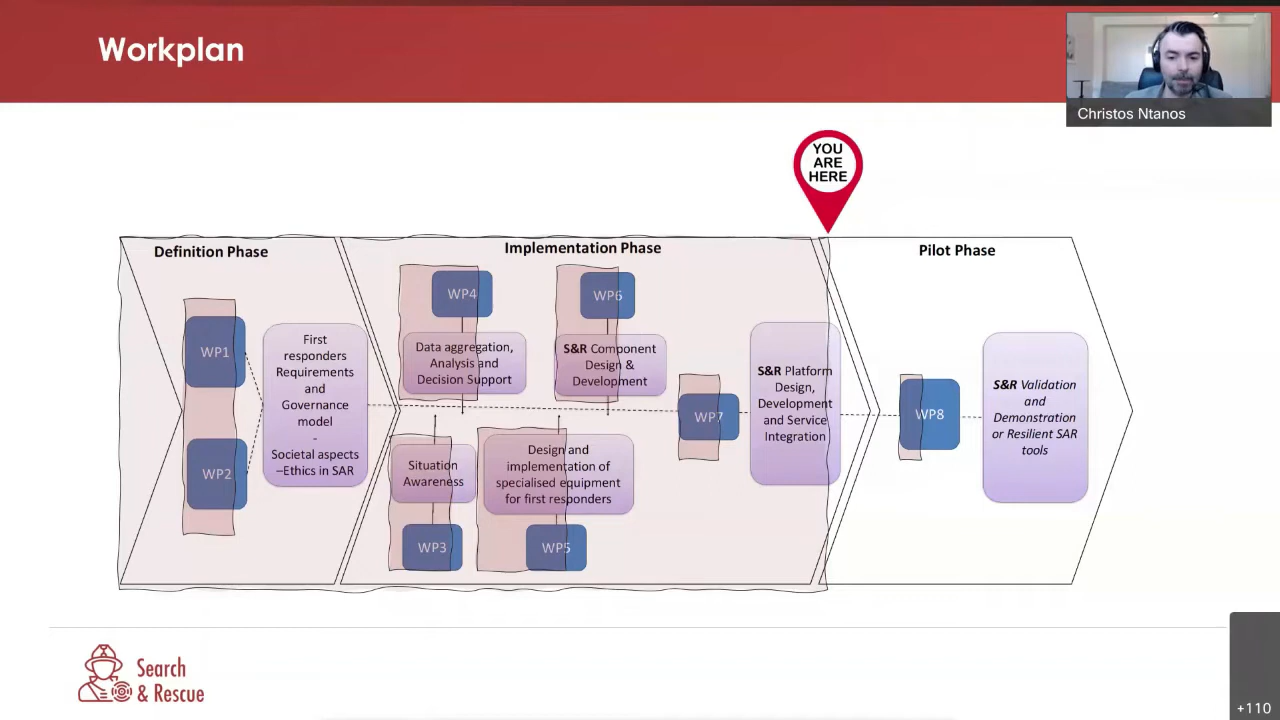 Workplan
Christos Ntanos
YOU
ARE
HERE
Definition Phase
Implementation Phase
Pilot Phase
WP1
WP2
First
responders
Requirements
and
Governance
model
-
Societal aspects
–Ethics in SAR
WP4
Data aggregation,
Analysis and
Decision Support
WP6
S&R Component
Design &
Development
Situation
Awareness
WP3
Design and
implementation of
specialised equipment
for first responders
WP5
WP7
S&R Platform
Design,
Development
and Service
Integration
WP8
S&R Validation
and
Demonstration
or Resilient SAR
tools
Search
& Rescue
+110